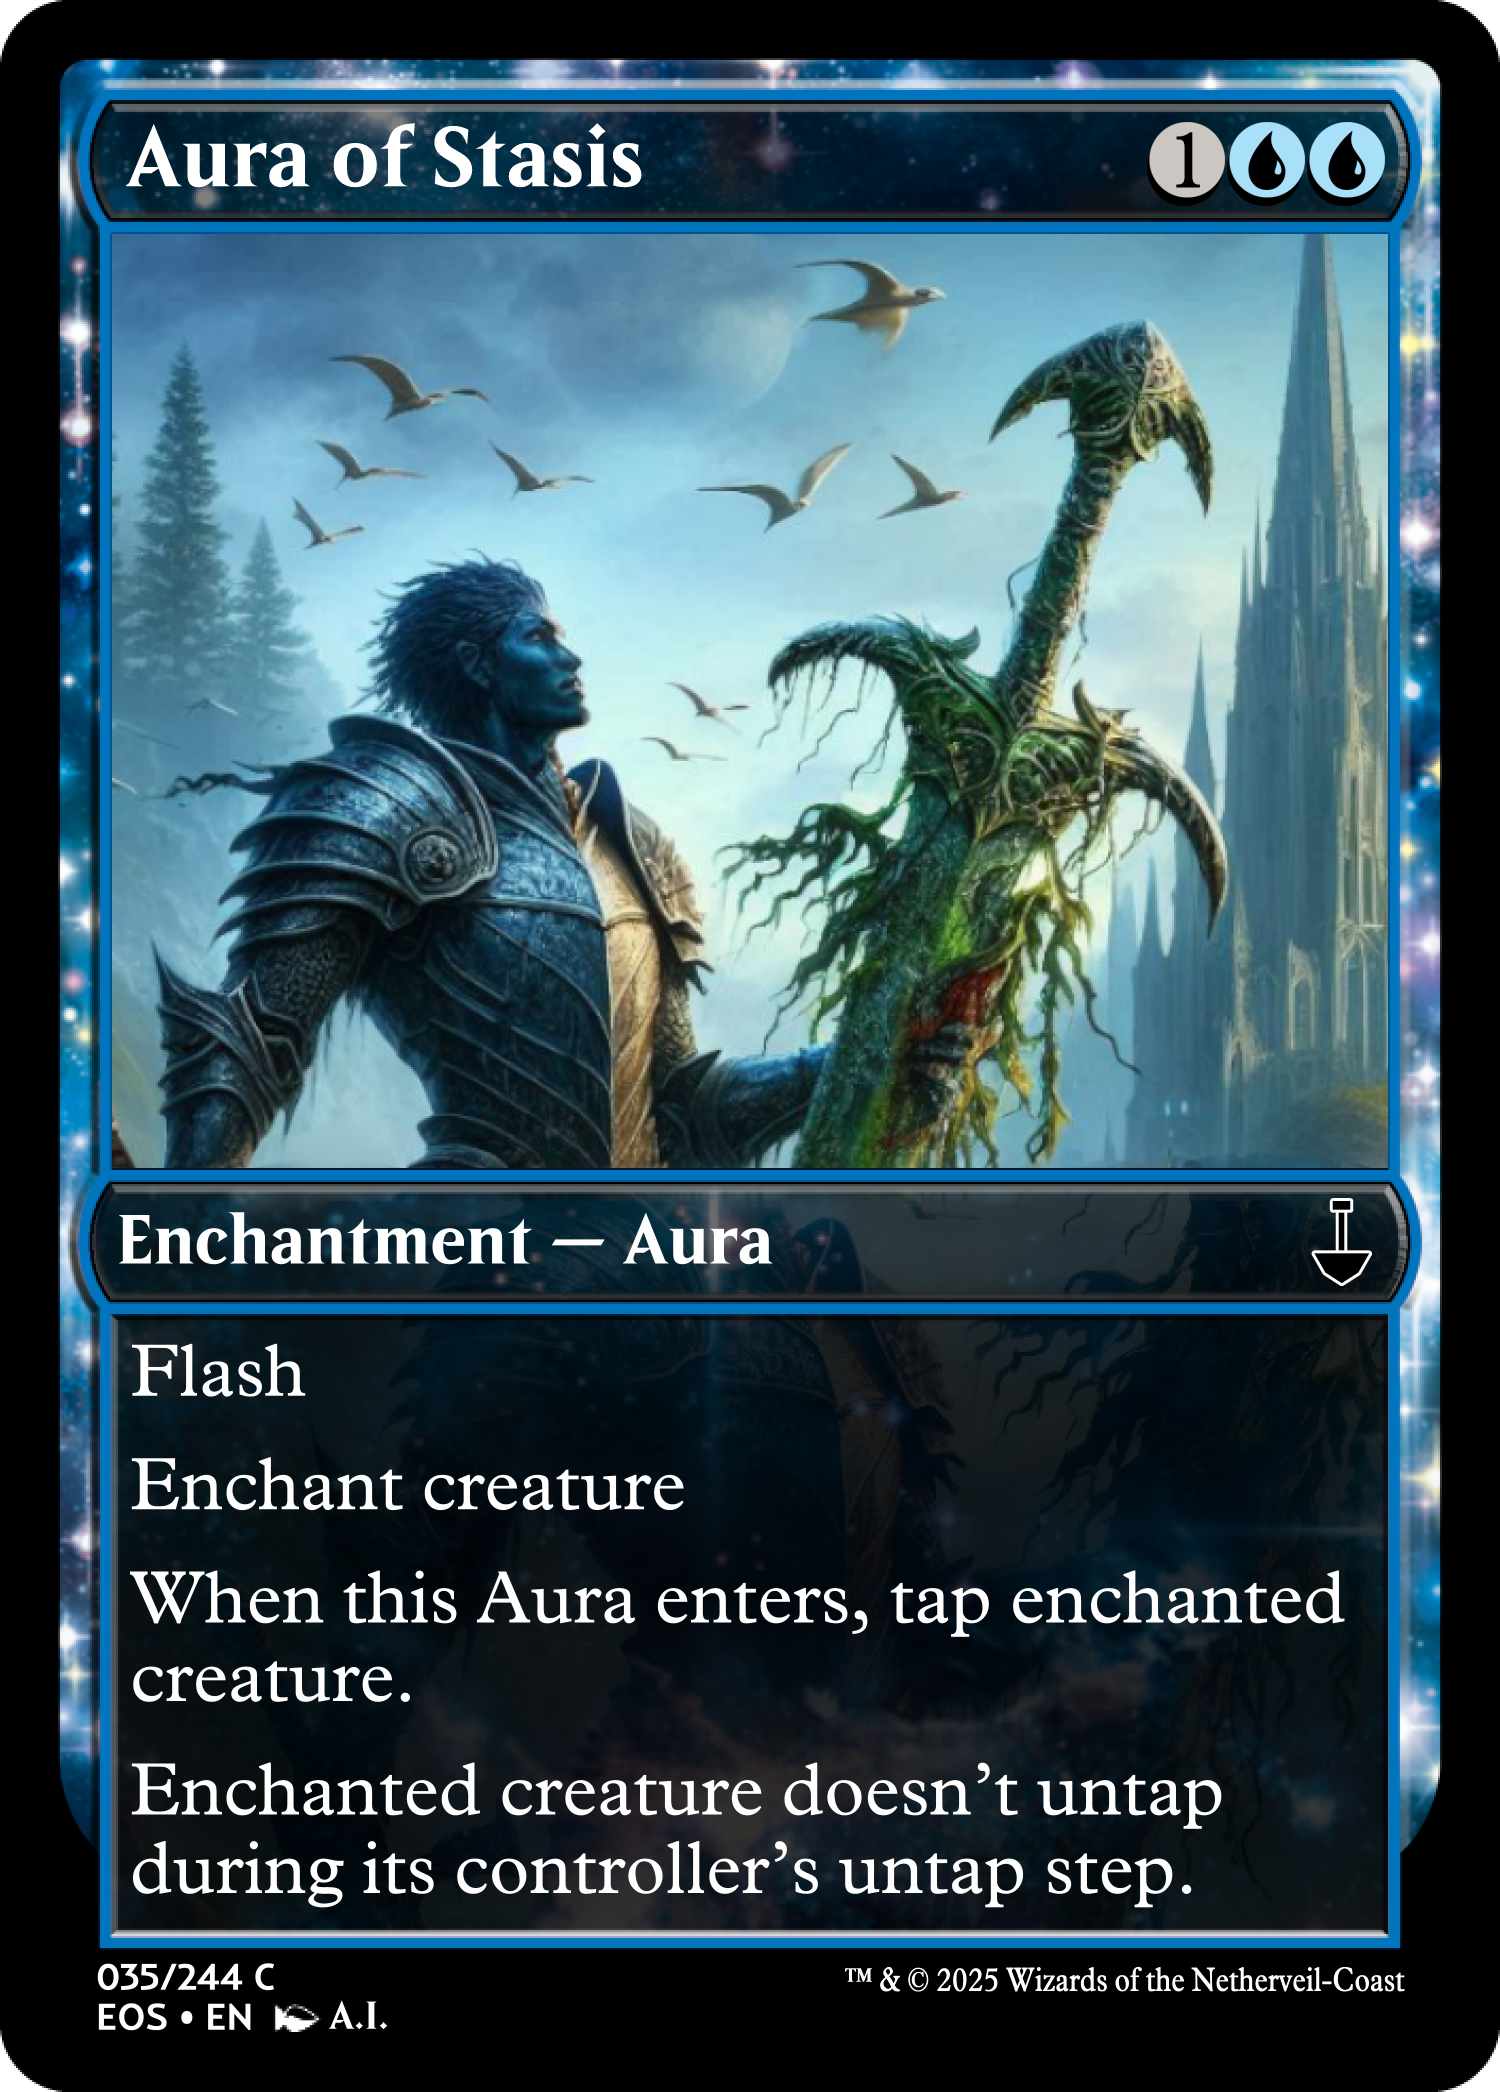 Aura of Stasis 1
Enchantment — Aura
Flash
Enchant creature
When this Aura enters, tap enchanted
creature.
Enchanted creature doesn’t untap
during its controller’s untap step.
035/244 C
EOS • EN A.I.
™ & © 2025 Wizards of the Netherveil-Coast